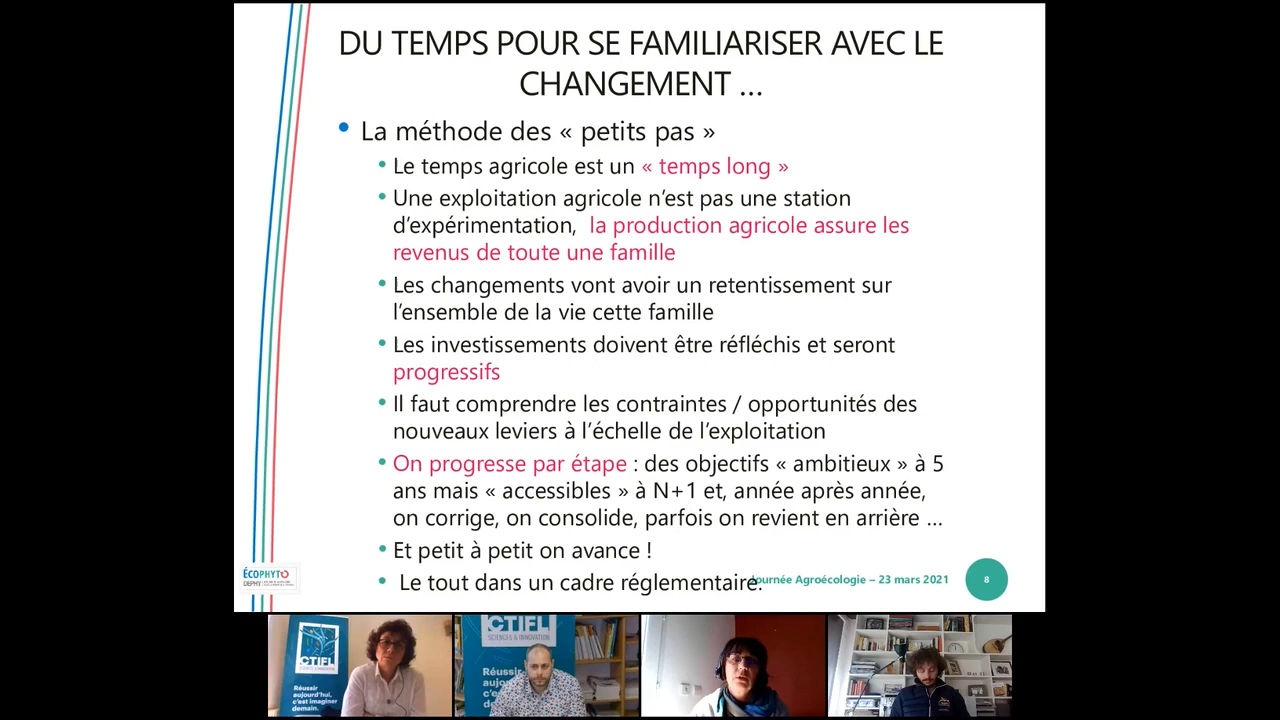 DU TEMPS POUR SE FAMILIARISER AVEC LE
CHANGEMENT ...
• La méthode des « petits pas »
• Le temps agricole est un « temps long »
• Une exploitation agricole n'est pas une station
d'expérimentation, la production agricole assure les
revenus de toute une famille
• Les changements vont avoir un retentissement sur
l'ensemble de la vie cette famille
• Les investissements doivent être réfléchis et seront
progressifs
• Il faut comprendre les contraintes / opportunités des
nouveaux leviers à l'échelle de l'exploitation
• On progresse par étape : des objectifs « ambitieux » à 5
ans mais « accessibles » à N+1 et, année après année,
on corrige, on consolide, parfois on revient en arrière ...
• Et petit à petit on avance !
• Le tout dans un cadre réglementaire.
Journée Agroécologie – 23 mars 2021
8
ÉCOPHYTO
DEPHY
CTIFL
Réussir
aujourd'hui,
c'est imaginer
demain.
CTIFL
SCIENCES & INNOVATION
Réussir